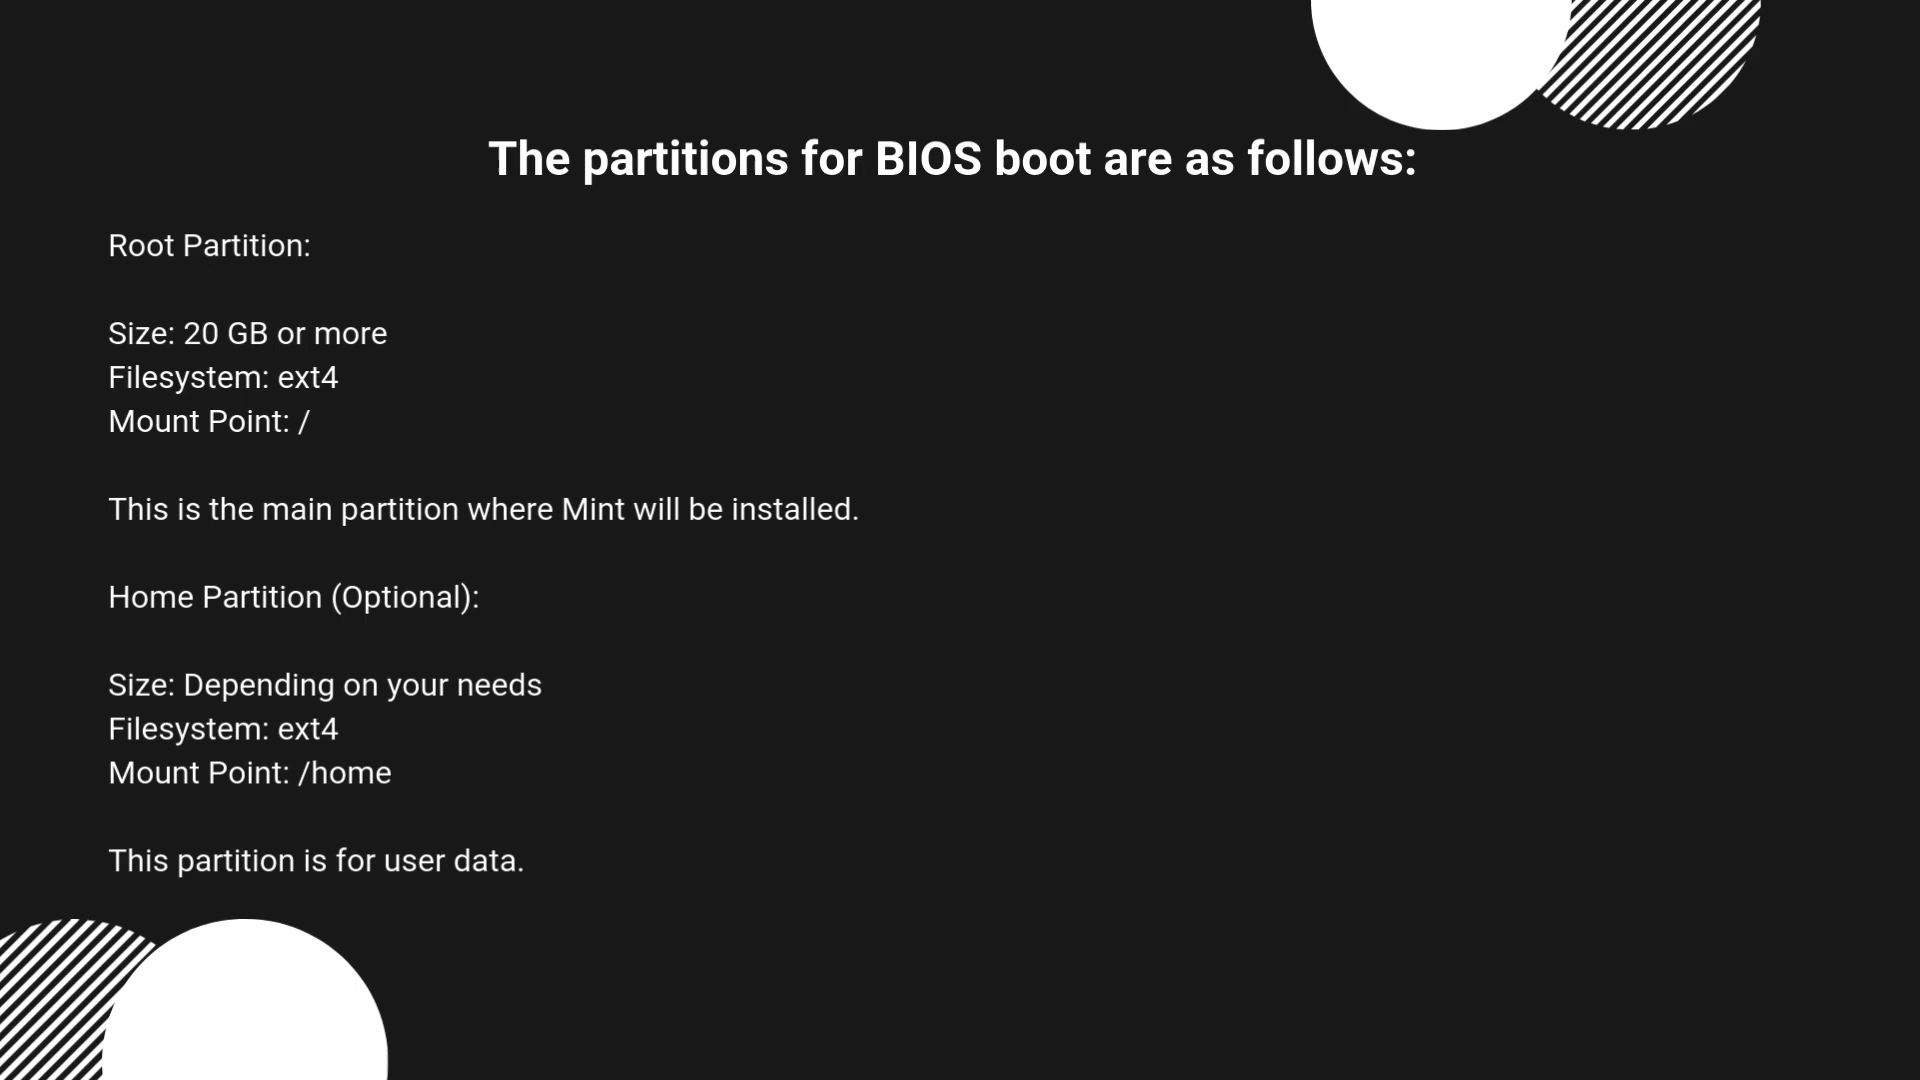 The partitions for BIOS boot are as follows:
Root Partition:
Size: 20 GB or more
Filesystem: ext4
Mount Point: /
This is the main partition where Mint will be installed.
Home Partition (Optional):
Size: Depending on your needs
Filesystem: ext4
Mount Point: /home
This partition is for user data.